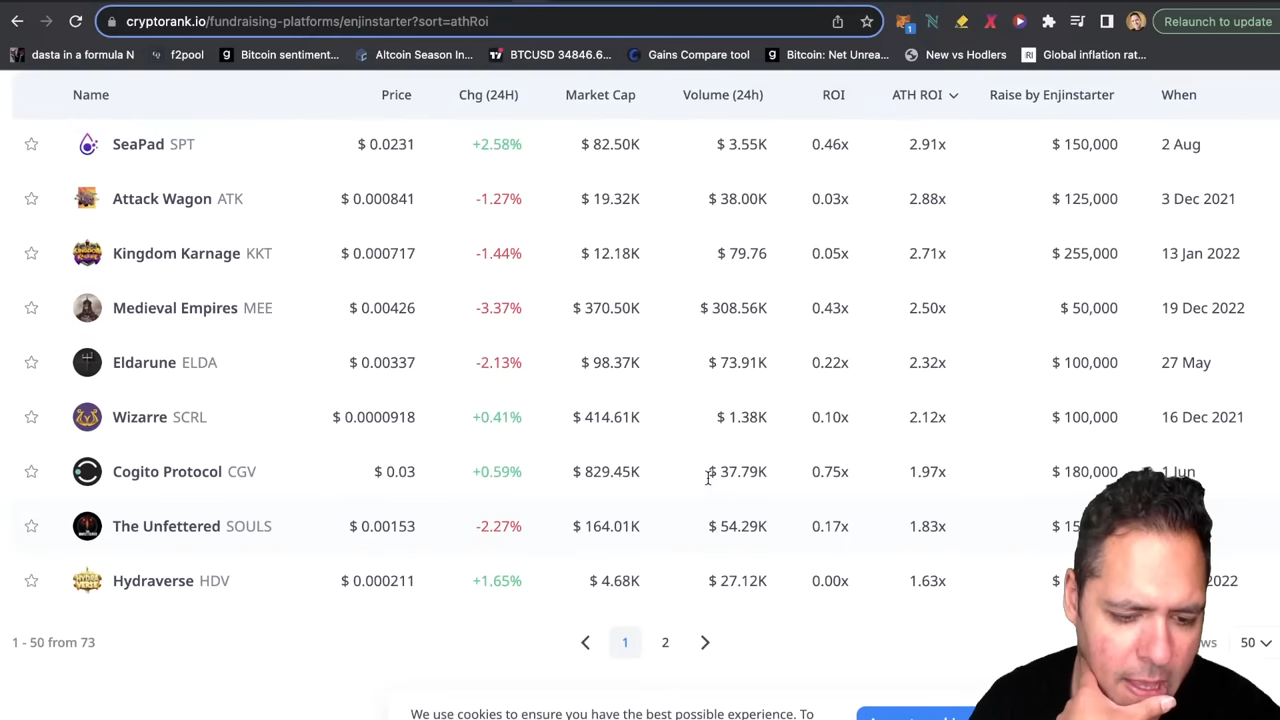 cryptorank.io/fundraising-platforms/enjinstarter?sort=athRoi
1
Relaunch to update
dasta in a formula N f2pool Bitcoin sentiment... Altcoin Season In... BTCUSD 34846.6... Gains Compare tool Bitcoin: Net Unrea... New vs Hodlers RI Global inflation rat...
Name Price Chg (24H) Market Cap Volume (24h) ROI ATH ROI Raise by Enjinstarter When
SeaPad SPT $ 0.0231 +2.58% $ 82.50K $ 3.55K 0.46x 2.91x $ 150,000 2 Aug
Attack Wagon ATK $ 0.000841 -1.27% $ 19.32K $ 38.00K 0.03x 2.88x $ 125,000 3 Dec 2021
Kingdom Karnage KKT $ 0.000717 -1.44% $ 12.18K $ 79.76 0.05x 2.71x $ 255,000 13 Jan 2022
Medieval Empires MEE $ 0.00426 -3.37% $ 370.50K $ 308.56K 0.43x 2.50x $ 50,000 19 Dec 2022
Eldarune ELDA $ 0.00337 -2.13% $ 98.37K $ 73.91K 0.22x 2.32x $ 100,000 27 May
Wizarre SCRL $ 0.0000918 +0.41% $ 414.61K $ 1.38K 0.10x 2.12x $ 100,000 16 Dec 2021
Cogito Protocol CGV $ 0.03 +0.59% $ 829.45K $ 37.79K 0.75x 1.97x $ 180,000 1 Jun
The Unfettered SOULS $ 0.00153 -2.27% $ 164.01K $ 54.29K 0.17x 1.83x $ 15
Hydraverse HDV $ 0.000211 +1.65% $ 4.68K $ 27.12K 0.00x 1.63x $ 2022
1 - 50 from 73 1 2 50
We use cookies to ensure you have the best possible experience. To